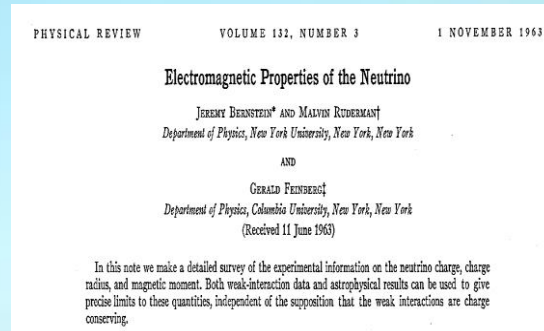 PHYSICAL REVIEW VOLUME 132, NUMBER 3 1 NOVEMBER 1963
Electromagnetic Properties of the Neutrino
JEREMY BERNSTEIN* AND MALVIN RUDERMAN†
Department of Physics, New York University, New York, New York
AND
GERALD FEINBERG‡
Department of Physics, Columbia University, New York, New York
(Received 11 June 1963)
In this note we make a detailed survey of the experimental information on the neutrino charge, charge
radius, and magnetic moment. Both weak-interaction data and astrophysical results can be used to give
precise limits to these quantities, independent of the supposition that the weak interactions are charge
conserving.